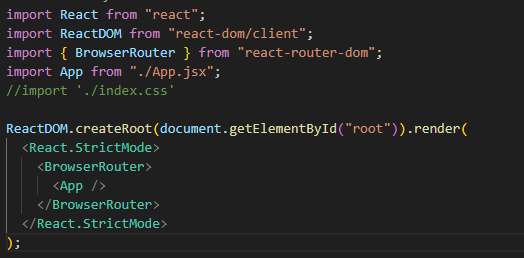 import React from "react";
import ReactDOM from "react-dom/client";
import { BrowserRouter } from "react-router-dom";
import App from "./App.jsx";
//import './index.css'

ReactDOM.createRoot(document.getElementById("root")).render(
  <React.StrictMode>
    <BrowserRouter>
      <App />
    </BrowserRouter>
  </React.StrictMode>
);